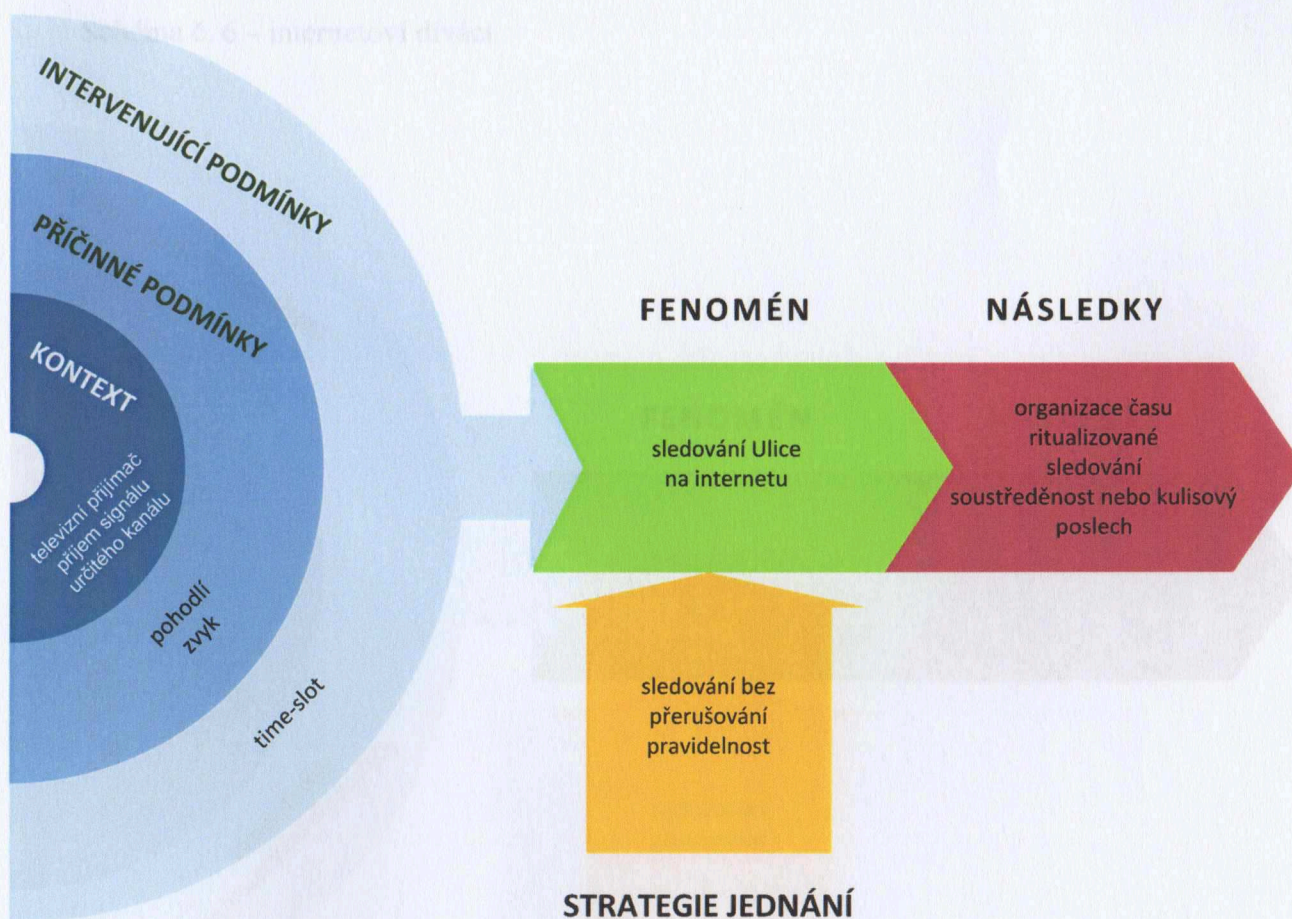 INTERVENUJÍCÍ PODMÍNKY
PŘÍČINNÉ PODMÍNKY
KONTEXT
televizní přijímač
příjem signálu
určitého kanálu
pohodlí
zvyk
time-slot
FENOMÉN
sledování Ulice
na internetu
NÁSLEDKY
organizace času
ritualizované
sledování
soustředěnost nebo kulisový
poslech
sledování bez
přerušování
pravidelnost
STRATEGIE JEDNÁNÍ